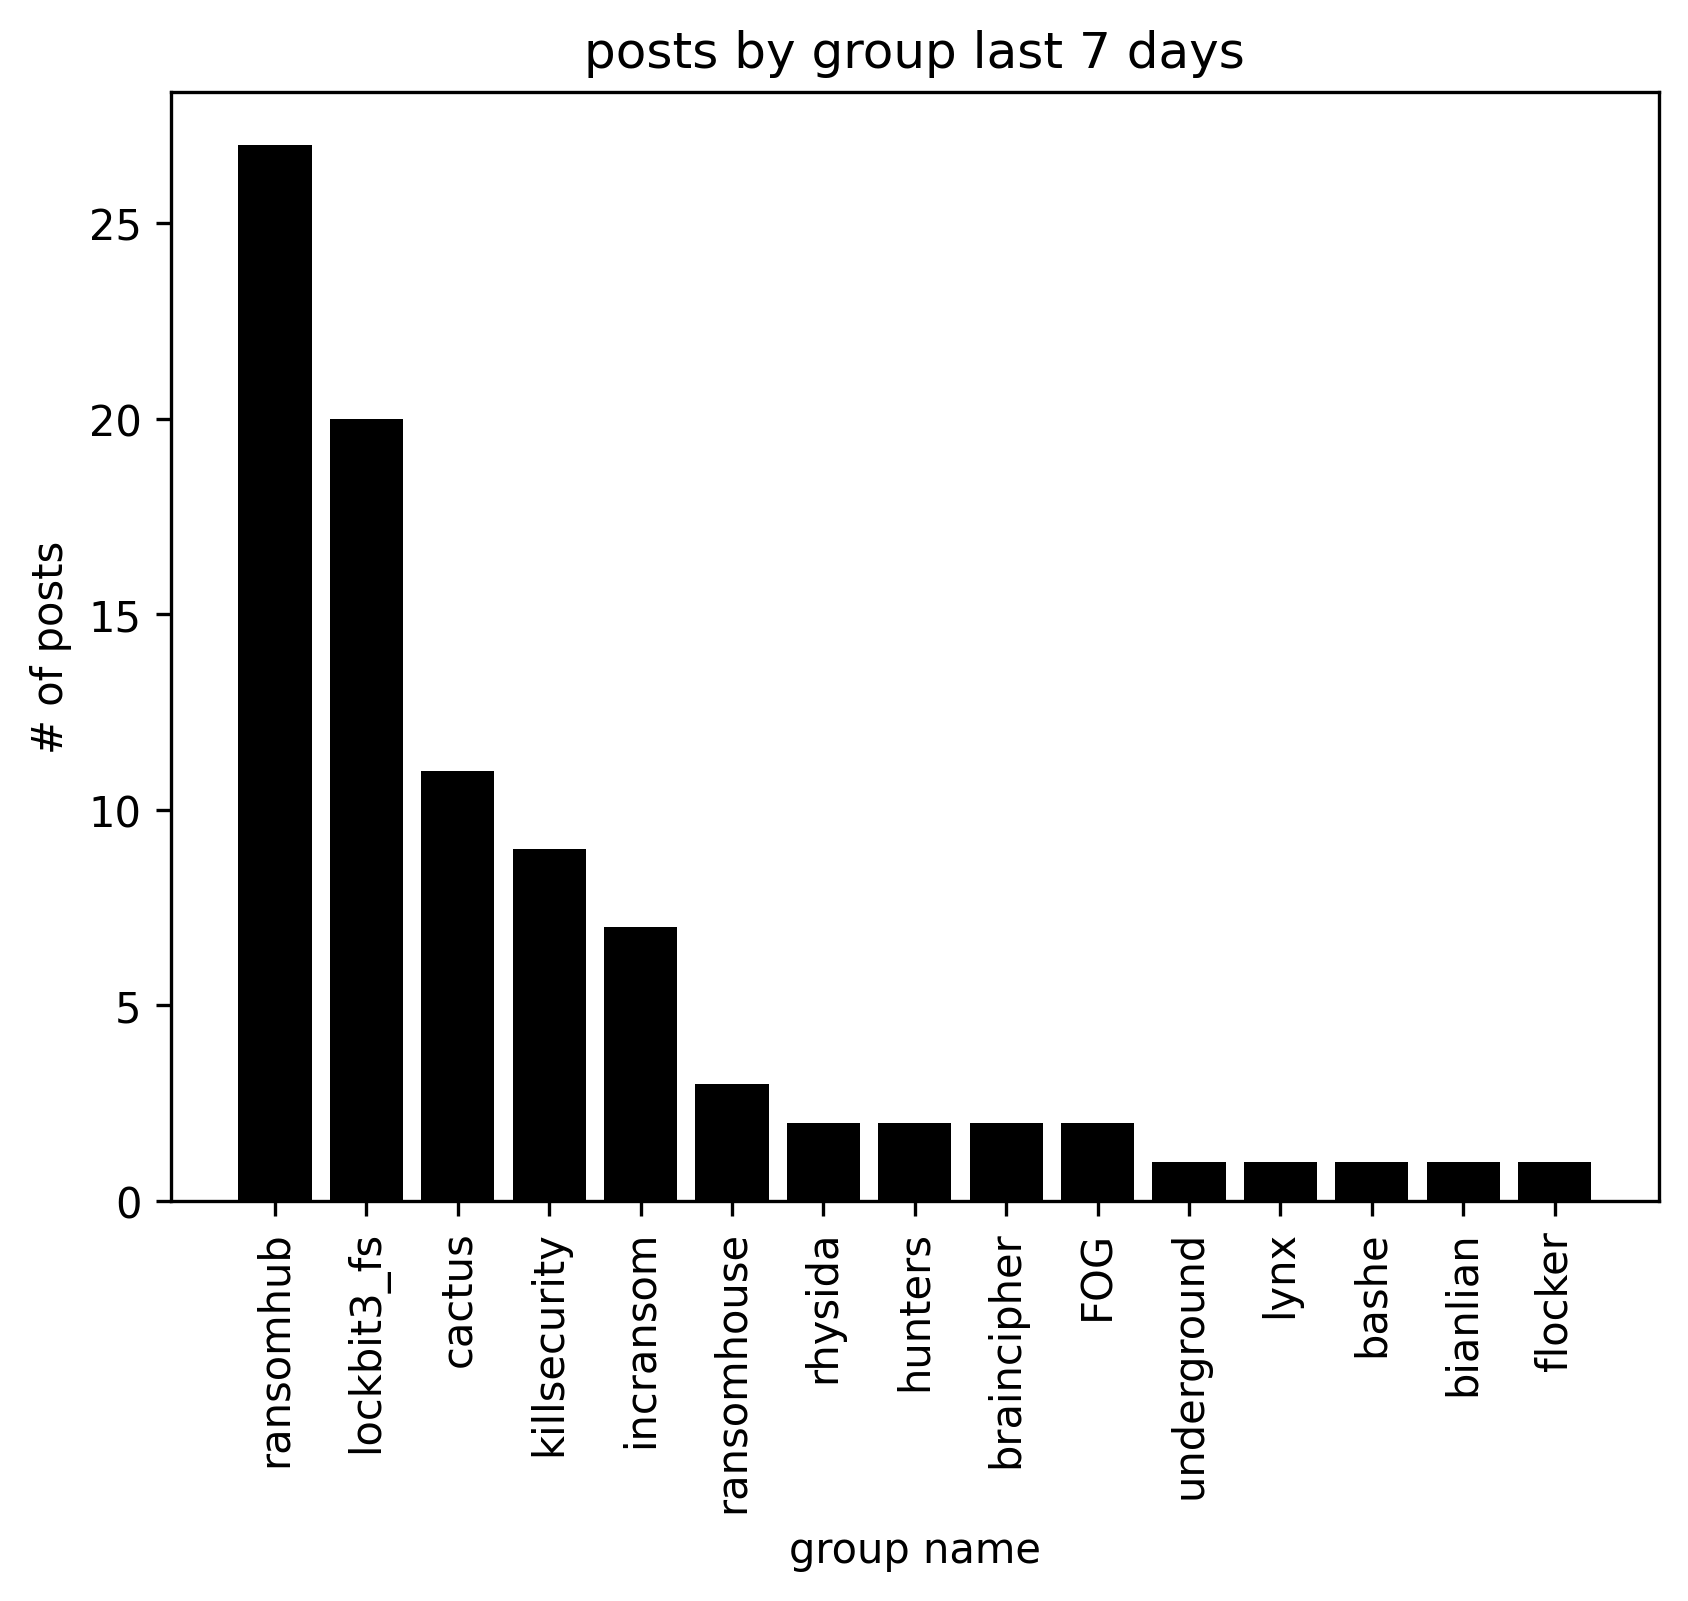 posts by group last 7 days
# of posts
25
20
15
10
5
0
ransomhub
lockbit3_fs
cactus
killsecurity
incransom
ransomhouse
rhysida
hunters
braincipher
FOG
underground
lynx
bashe
bianlian
flocker
group name